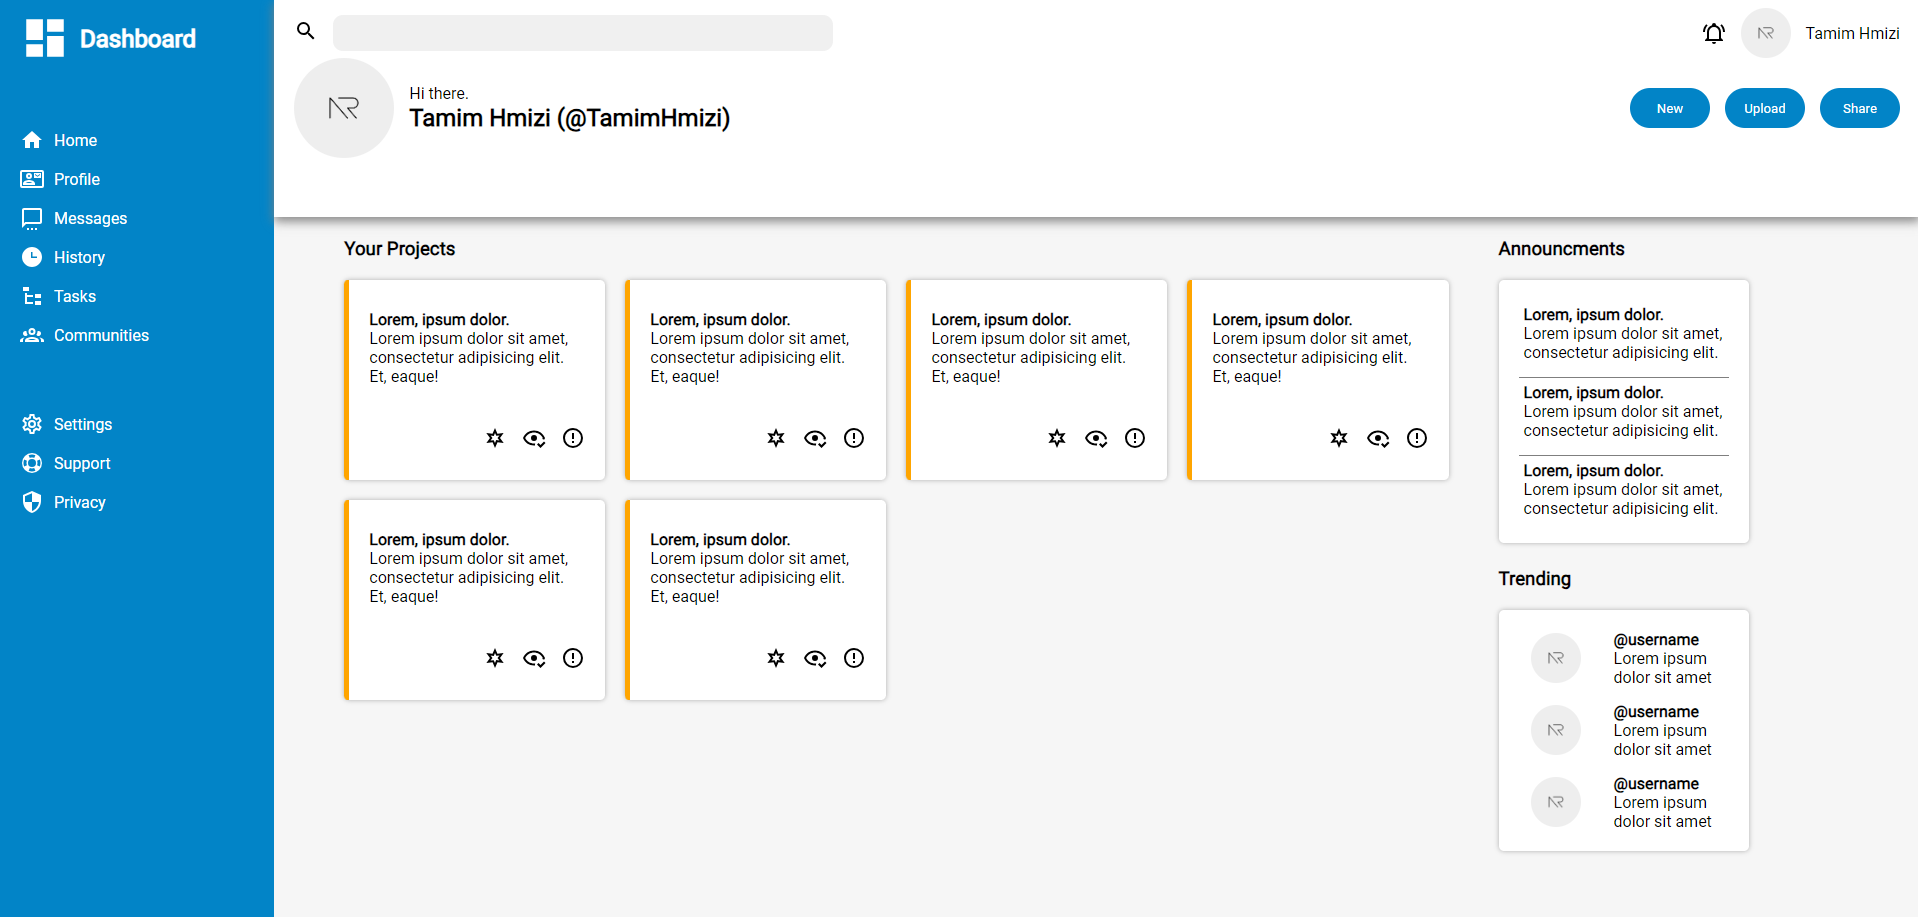 Dashboard
Home
Profile
Messages
History
Tasks
Communities
Settings
Support
Privacy
Tamim Hmizi
Hi there.
Tamim Hmizi (@TamimHmizi)
New
Upload
Share
Your Projects
Lorem, ipsum dolor.
Lorem ipsum dolor sit amet,
consectetur adipisicing elit.
Et, eaque!
Lorem, ipsum dolor.
Lorem ipsum dolor sit amet,
consectetur adipisicing elit.
Et, eaque!
Lorem, ipsum dolor.
Lorem ipsum dolor sit amet,
consectetur adipisicing elit.
Et, eaque!
Lorem, ipsum dolor.
Lorem ipsum dolor sit amet,
consectetur adipisicing elit.
Et, eaque!
Lorem, ipsum dolor.
Lorem ipsum dolor sit amet,
consectetur adipisicing elit.
Et, eaque!
Lorem, ipsum dolor.
Lorem ipsum dolor sit amet,
consectetur adipisicing elit.
Et, eaque!
Announcments
Lorem, ipsum dolor.
Lorem ipsum dolor sit amet,
consectetur adipisicing elit.
Lorem, ipsum dolor.
Lorem ipsum dolor sit amet,
consectetur adipisicing elit.
Lorem, ipsum dolor.
Lorem ipsum dolor sit amet,
consectetur adipisicing elit.
Trending
@username
Lorem ipsum
dolor sit amet
@username
Lorem ipsum
dolor sit amet
@username
Lorem ipsum
dolor sit amet